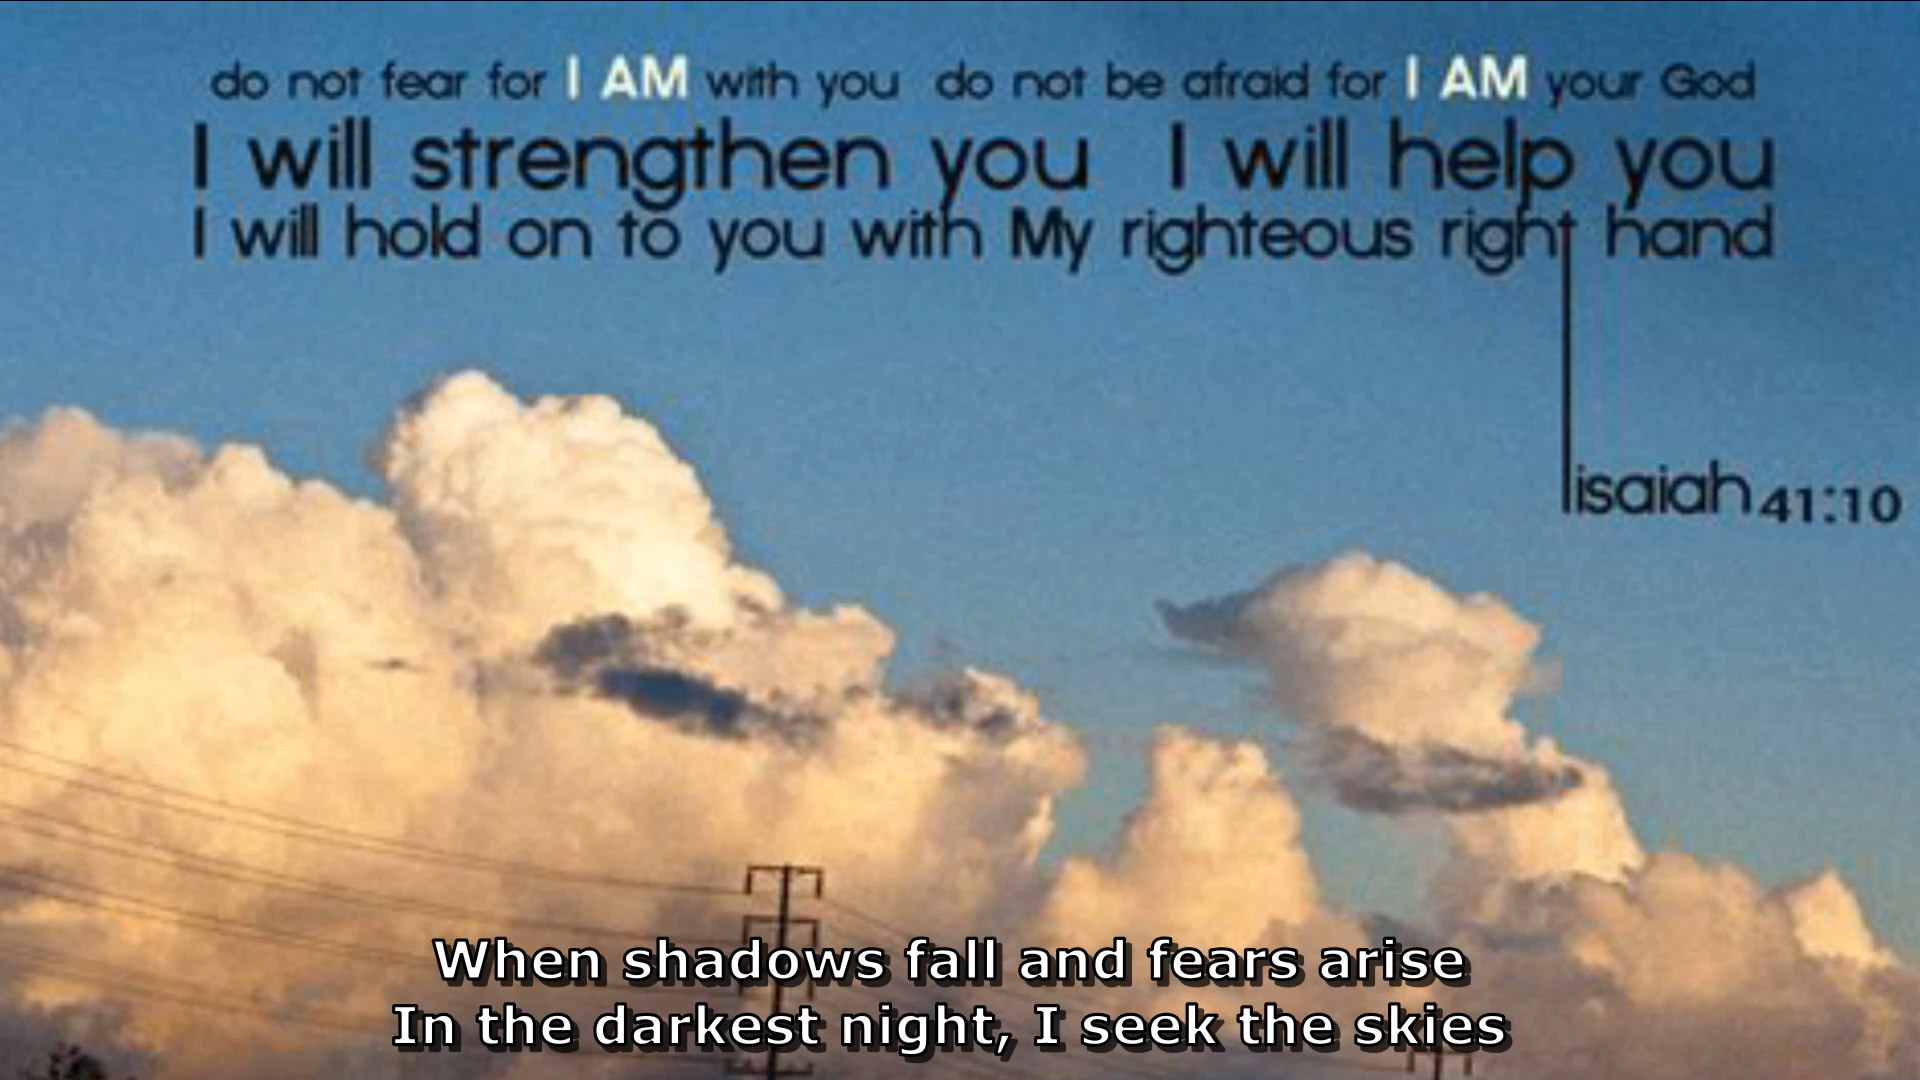 do not fear for I AM with you do not be afraid for I AM your God
I will strengthen you I will help you
I will hold on to you with My righteous right hand
isaiah 41:10
When shadows fall and fears arise
In the darkest night, I seek the skies